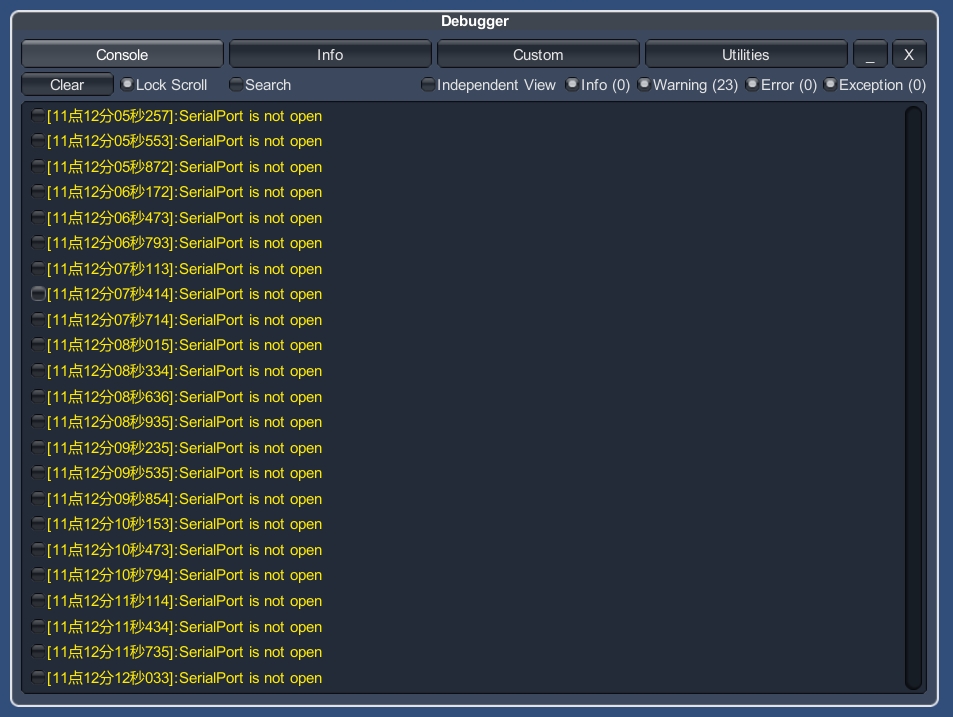 Debugger
Console Info Custom Utilities _ X
Clear Lock Scroll Search Independent View Info (0) Warning (23) Error (0) Exception (0)
[11点12分05秒257]:SerialPort is not open
[11点12分05秒553]:SerialPort is not open
[11点12分05秒872]:SerialPort is not open
[11点12分06秒172]:SerialPort is not open
[11点12分06秒473]:SerialPort is not open
[11点12分06秒793]:SerialPort is not open
[11点12分07秒113]:SerialPort is not open
[11点12分07秒414]:SerialPort is not open
[11点12分07秒714]:SerialPort is not open
[11点12分08秒015]:SerialPort is not open
[11点12分08秒334]:SerialPort is not open
[11点12分08秒636]:SerialPort is not open
[11点12分08秒935]:SerialPort is not open
[11点12分09秒235]:SerialPort is not open
[11点12分09秒535]:SerialPort is not open
[11点12分09秒854]:SerialPort is not open
[11点12分10秒153]:SerialPort is not open
[11点12分10秒473]:SerialPort is not open
[11点12分10秒794]:SerialPort is not open
[11点12分11秒114]:SerialPort is not open
[11点12分11秒434]:SerialPort is not open
[11点12分11秒735]:SerialPort is not open
[11点12分12秒033]:SerialPort is not open